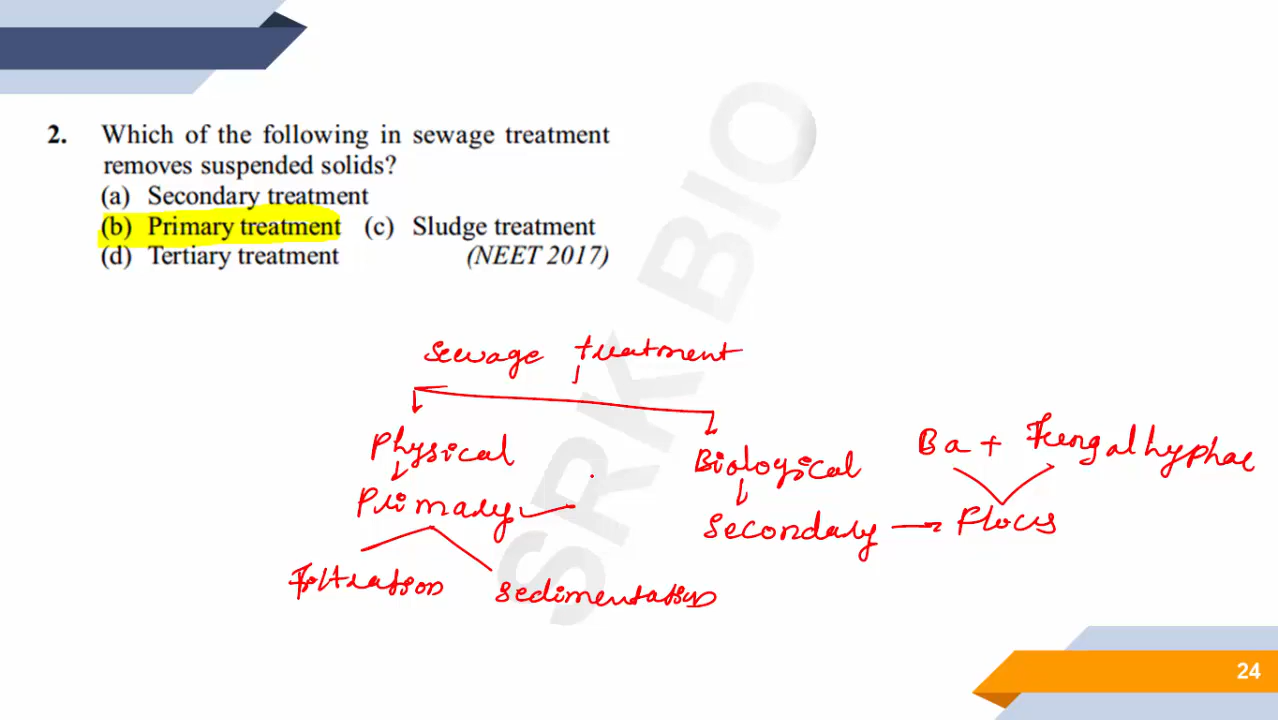 2. Which of the following in sewage treatment
removes suspended solids?
(a) Secondary treatment
(b) Primary treatment (c) Sludge treatment
(d) Tertiary treatment (NEET 2017)
SRK BIO
Sewage treatment
Physical
Biological
Ba + Fungal hyphae
Primary
Secondary → Flocs
Filtration
Sedimentation
24